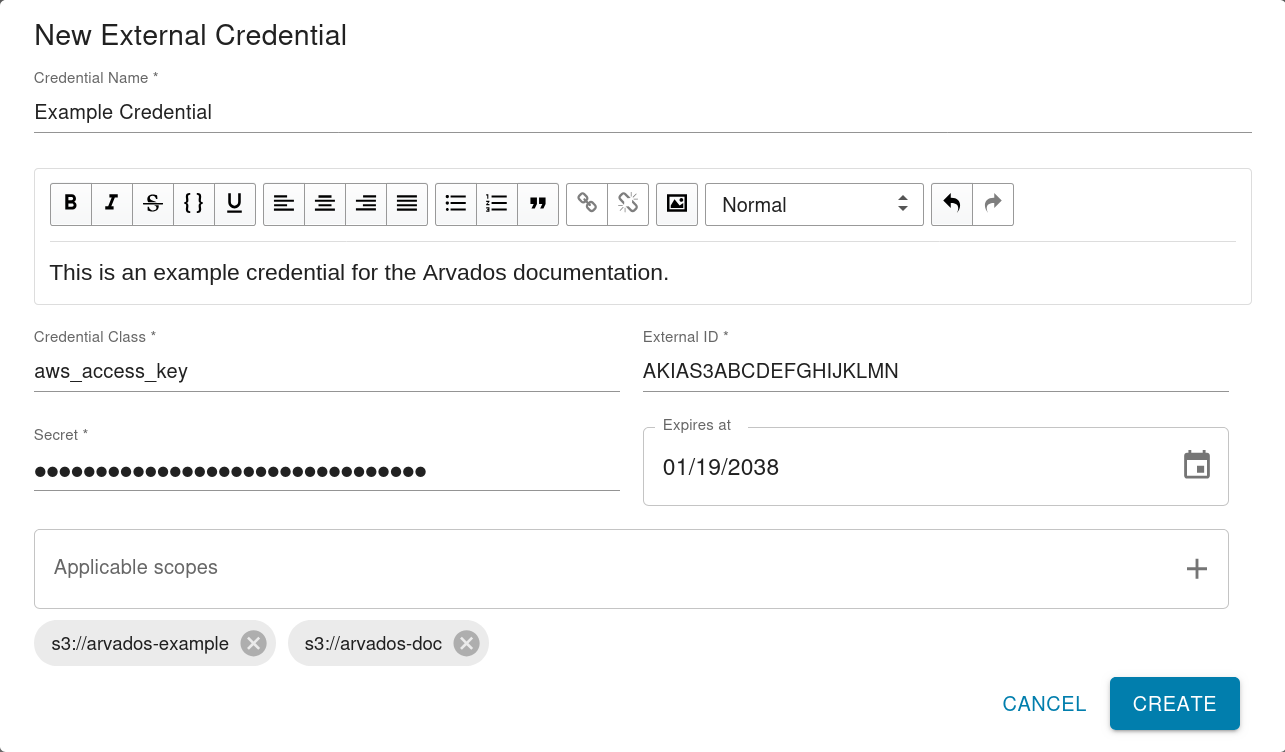 New External Credential
Credential Name *
Example Credential
B I S {} U Normal
This is an example credential for the Arvados documentation.
Credential Class * External ID *
aws_access_key AKIAS3ABCDEFGHIJKLMN
Secret * Expires at
●●●●●●●●●●●●●●●●●●●●●●●●●●●●●●●● 01/19/2038
Applicable scopes
s3://arvados-example s3://arvados-doc
CANCEL CREATE